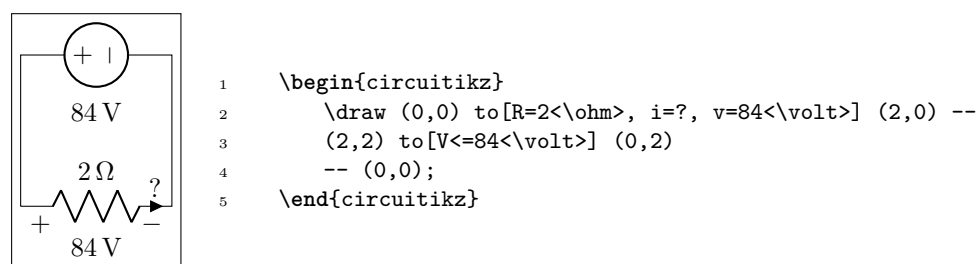 + −
84 V
2 Ω
?
+ −
84 V
1 \begin{circuitikz}
2 \draw (0,0) to[R=2<\ohm>, i=?, v=84<\volt>] (2,0) --
3 (2,2) to[V<=84<\volt>] (0,2)
4 -- (0,0);
5 \end{circuitikz}